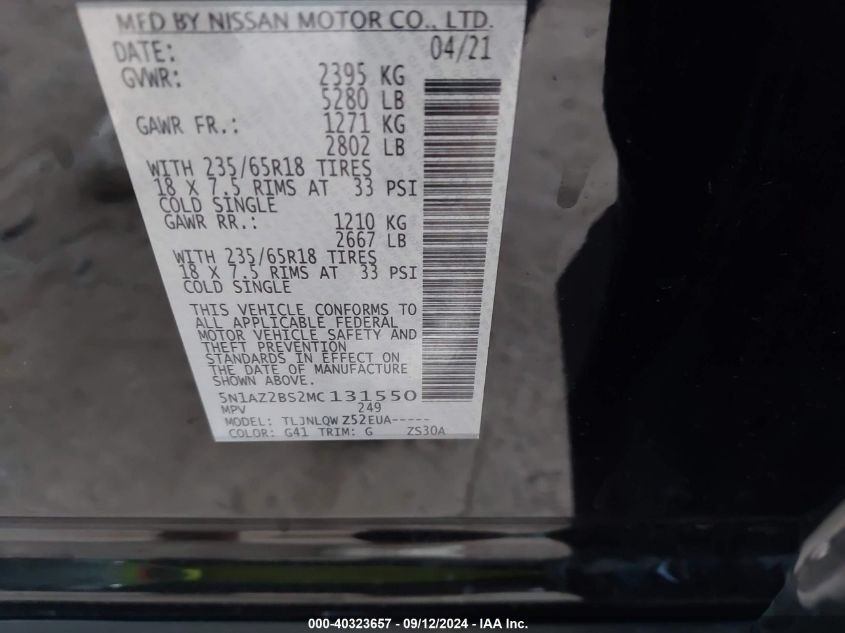 MFD BY NISSAN MOTOR CO., LTD.
DATE: 04/21
GVWR: 2395 KG
5280 LB
GAWR FR.: 1271 KG
2802 LB
WITH 235/65R18 TIRES
18 X 7.5 RIMS AT 33 PSI
COLD SINGLE
GAWR RR.: 1210 KG
2667 LB
WITH 235/65R18 TIRES
18 X 7.5 RIMS AT 33 PSI
COLD SINGLE
THIS VEHICLE CONFORMS TO
ALL APPLICABLE FEDERAL
MOTOR VEHICLE SAFETY AND
THEFT PREVENTION
STANDARDS IN EFFECT ON
THE DATE OF MANUFACTURE
SHOWN ABOVE.
5N1AZ2BS2MC131550
MPV 249
MODEL: TLJNLQW Z52EUA-----
COLOR: G41 TRIM: G ZS30A
000-40323657 - 09/12/2024 - IAA Inc.